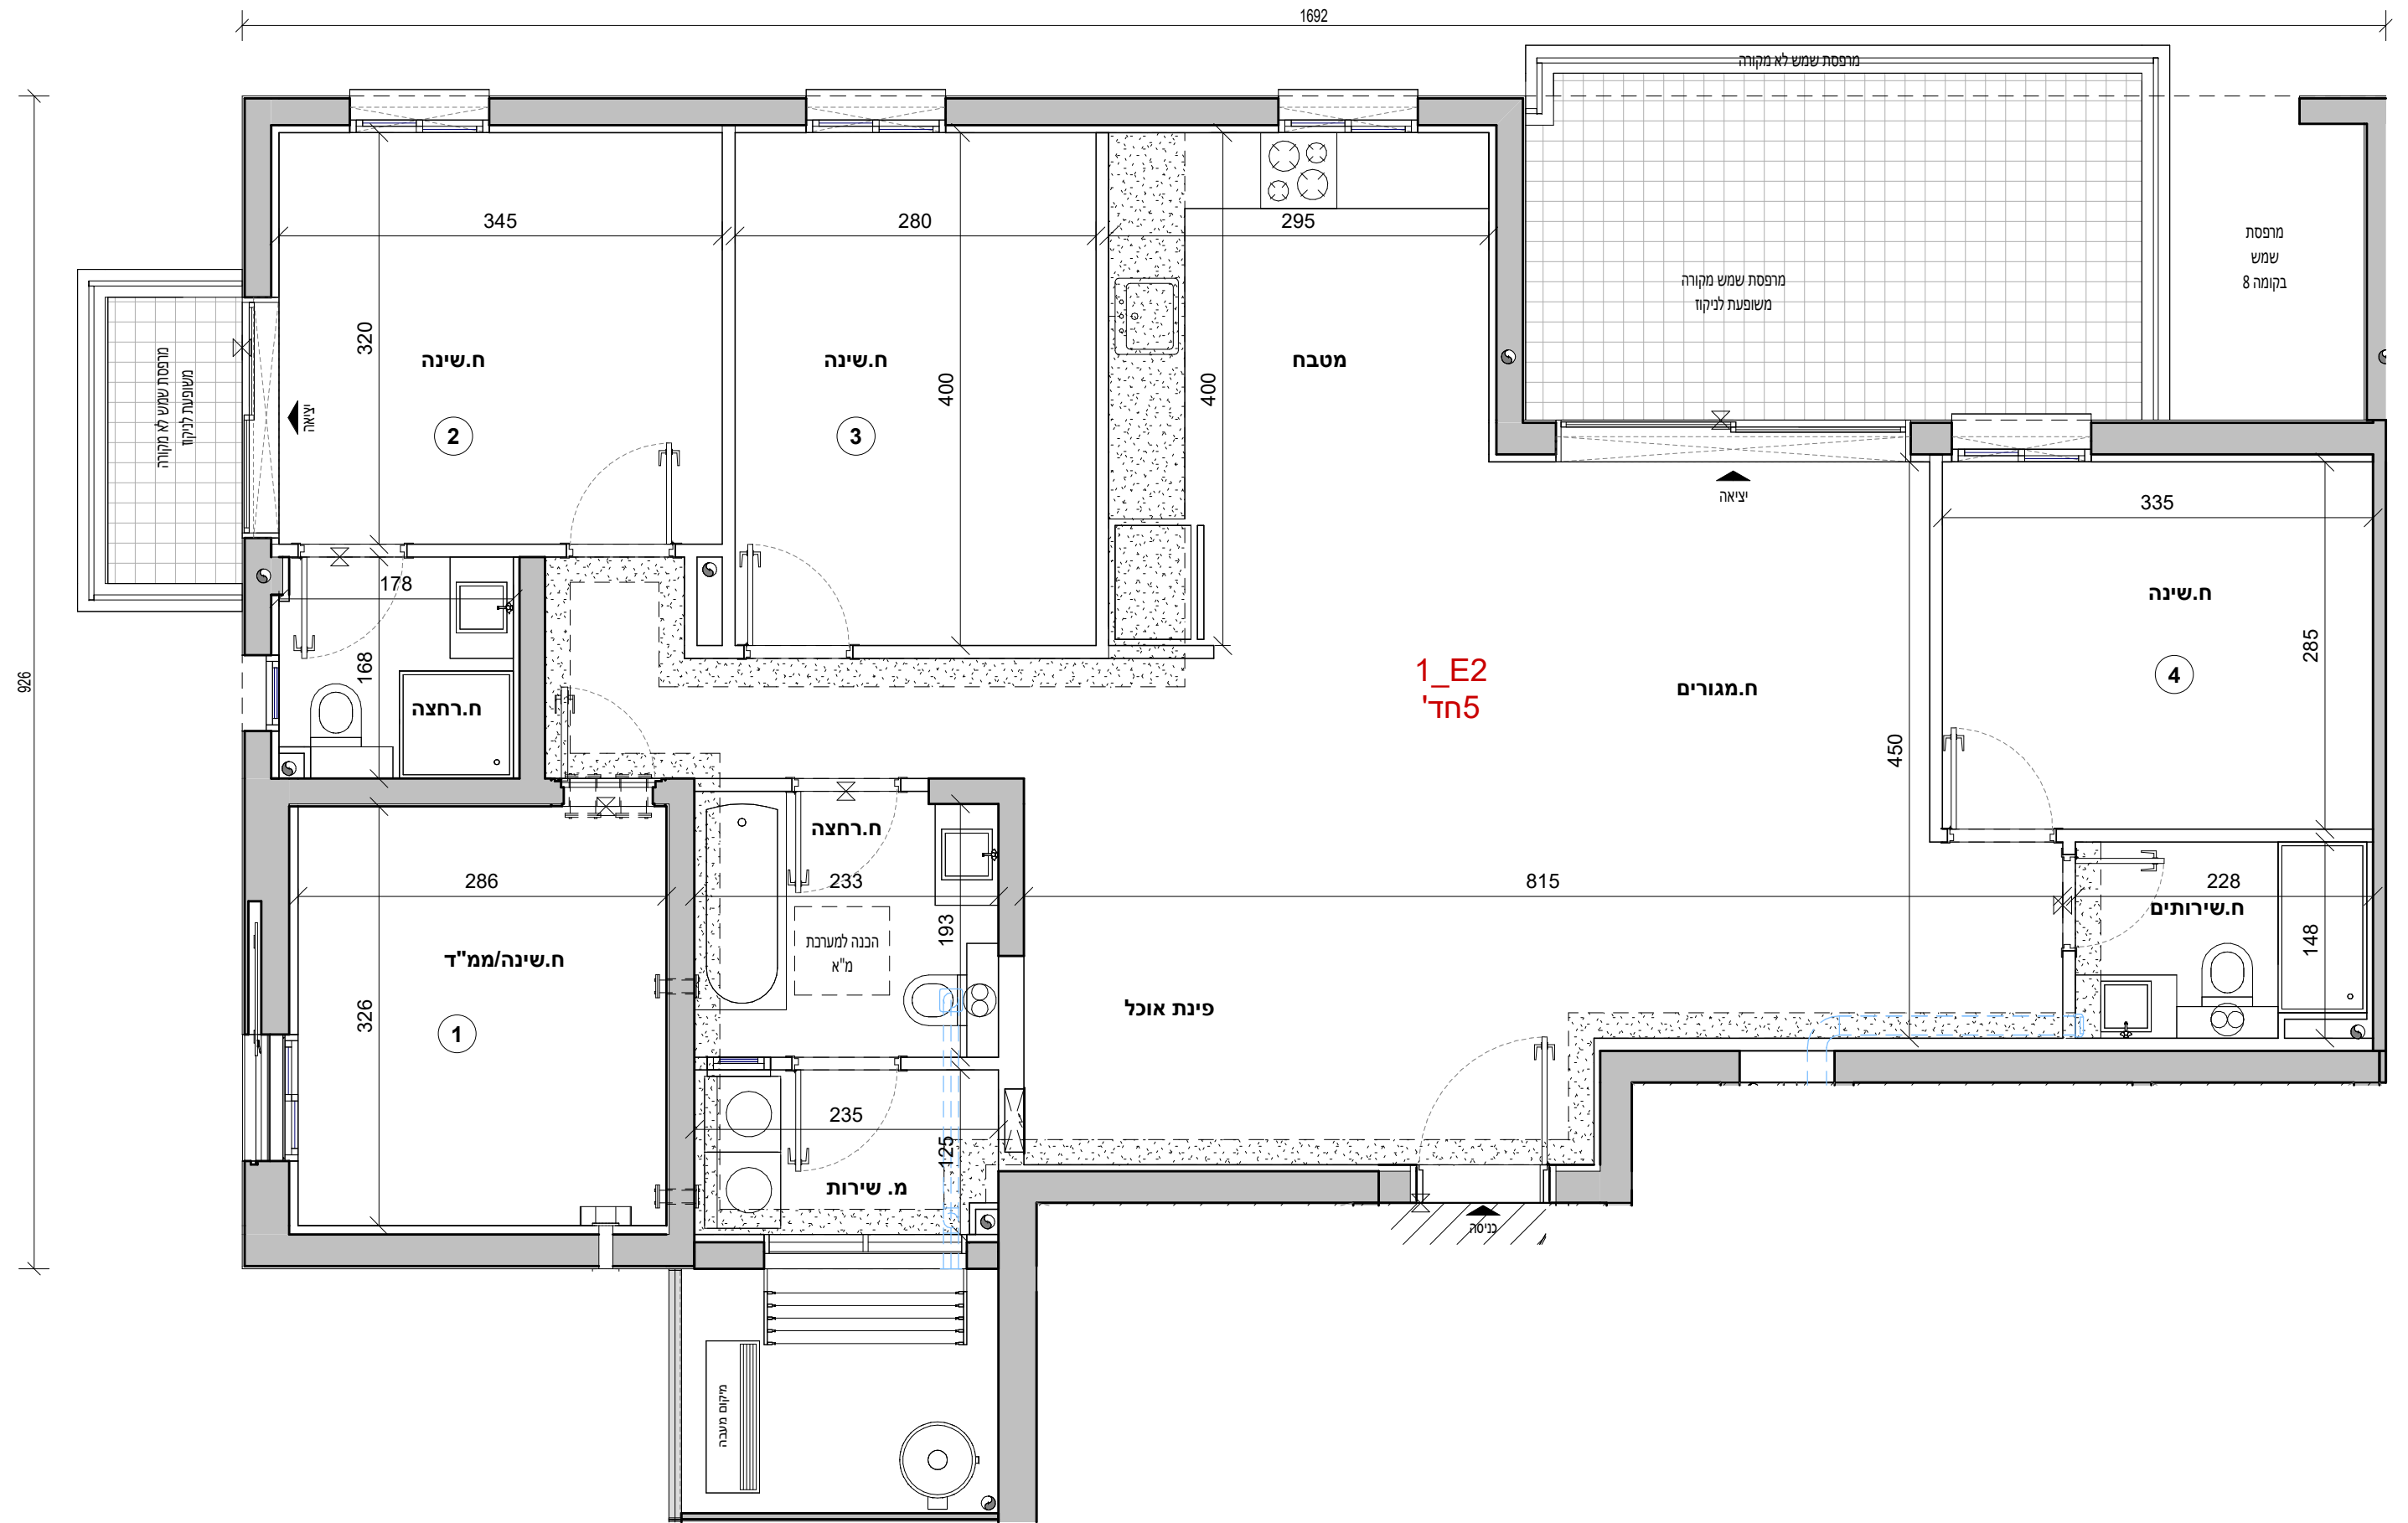 1692
מרפסת שמש לא מקורה
מרפסת
שמש
בקומה 8
מרפסת שמש מקורה
משופעת לניקוז
345
280
295
320
400
400
ח.שינה
2
ח.שינה
3
מטבח
יציאה
מרפסת שמש לא מקורה
משופעת לניקוז
יציאה
335
ח.שינה
285
4
178
168
ח.רחצה
926
1_E2
5חד'
ח.מגורים
450
ח.רחצה
286
233
815
228
ח.שירותים
193
148
הכנה למערכת
מ"א
ח.שינה/ממ"ד
326
1
פינת אוכל
235
125
מ. שירות
כניסה
מיקום מעבה